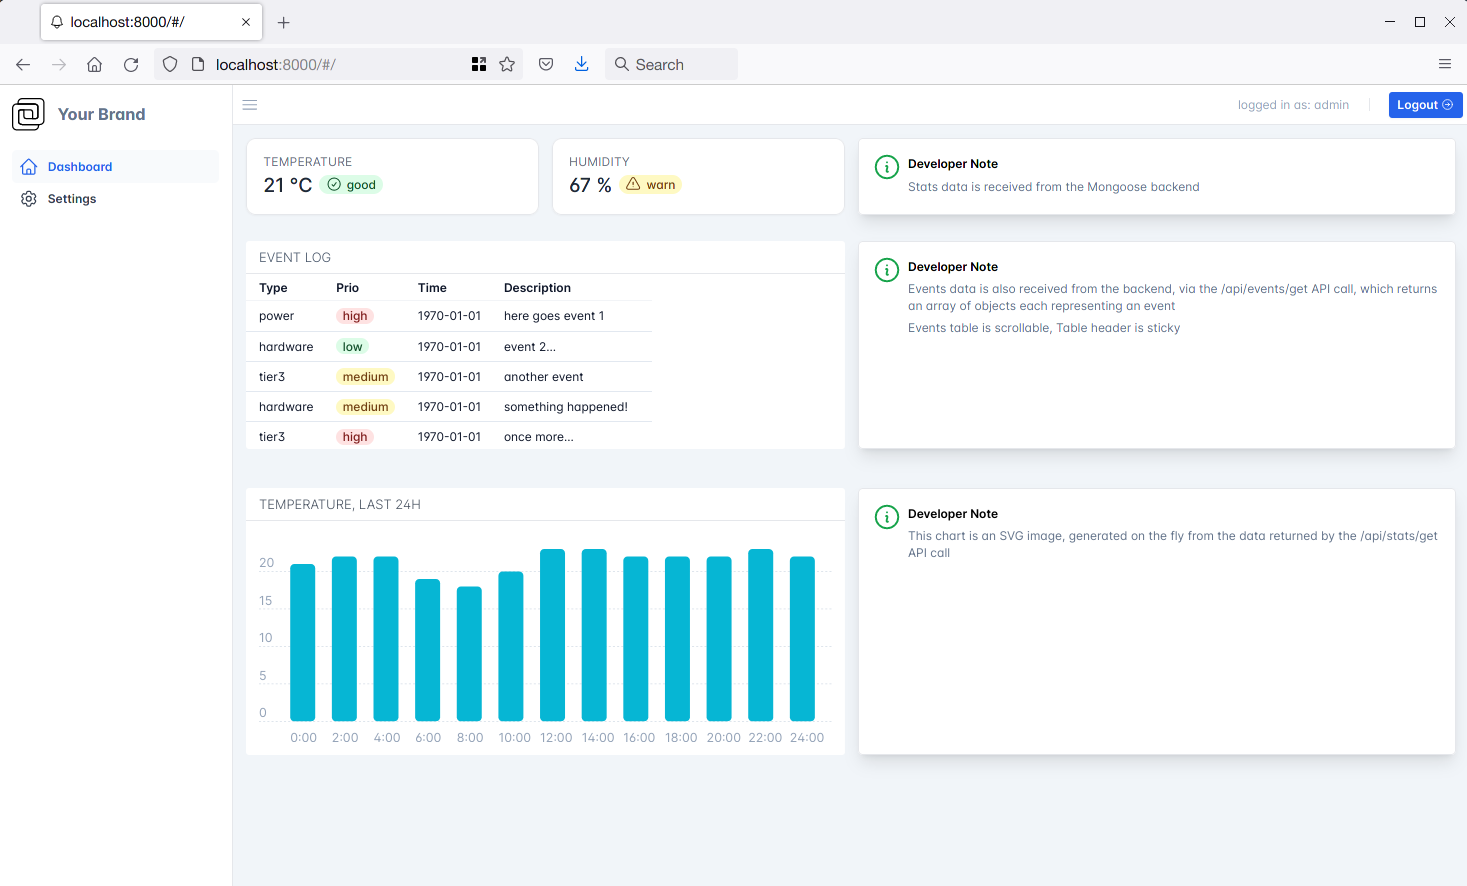 localhost:8000/#/
localhost:8000/#/
Search
Your Brand
logged in as: admin
Logout
Dashboard
Settings
TEMPERATURE
21 °C good
HUMIDITY
67 % warn
Developer Note
Stats data is received from the Mongoose backend
EVENT LOG
Type Prio Time Description
power high 1970-01-01 here goes event 1
hardware low 1970-01-01 event 2...
tier3 medium 1970-01-01 another event
hardware medium 1970-01-01 something happened!
tier3 high 1970-01-01 once more...
Developer Note
Events data is also received from the backend, via the /api/events/get API call, which returns
an array of objects each representing an event
Events table is scrollable, Table header is sticky
TEMPERATURE, LAST 24H
20
15
10
5
0
0:00 2:00 4:00 6:00 8:00 10:00 12:00 14:00 16:00 18:00 20:00 22:00 24:00
Developer Note
This chart is an SVG image, generated on the fly from the data returned by the /api/stats/get
API call